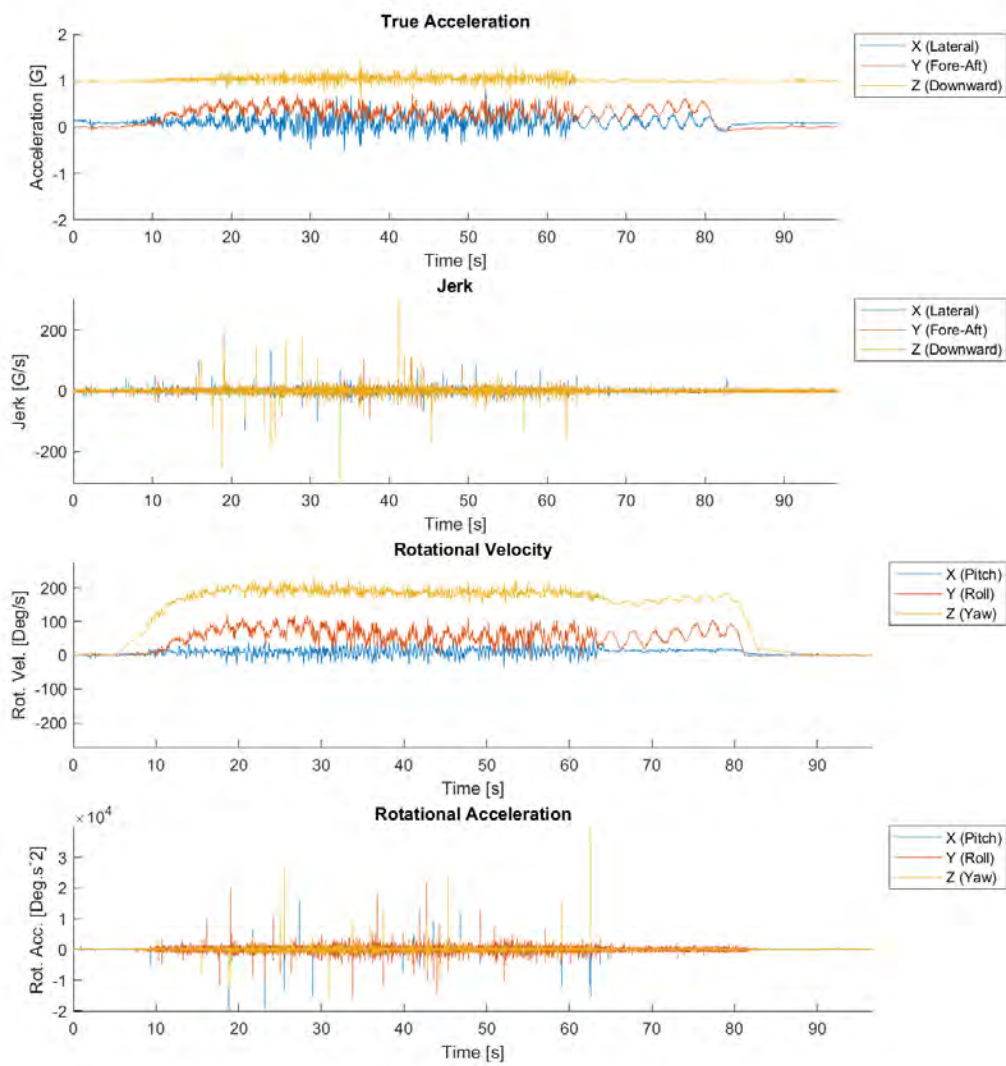 True Acceleration
2
1
0
-1
-2
Acceleration [G]
0 10 20 30 40 50 60 70 80 90
Time [s]
X (Lateral)
Y (Fore-Aft)
Z (Downward)
Jerk
200
0
-200
Jerk [G/s]
0 10 20 30 40 50 60 70 80 90
Time [s]
X (Lateral)
Y (Fore-Aft)
Z (Downward)
Rotational Velocity
200
100
0
-100
-200
Rot. Vel. [Deg/s]
0 10 20 30 40 50 60 70 80 90
Time [s]
X (Pitch)
Y (Roll)
Z (Yaw)
Rotational Acceleration
×10^4
3
2
1
0
-1
-2
Rot. Acc. [Deg.s^2]
0 10 20 30 40 50 60 70 80 90
Time [s]
X (Pitch)
Y (Roll)
Z (Yaw)